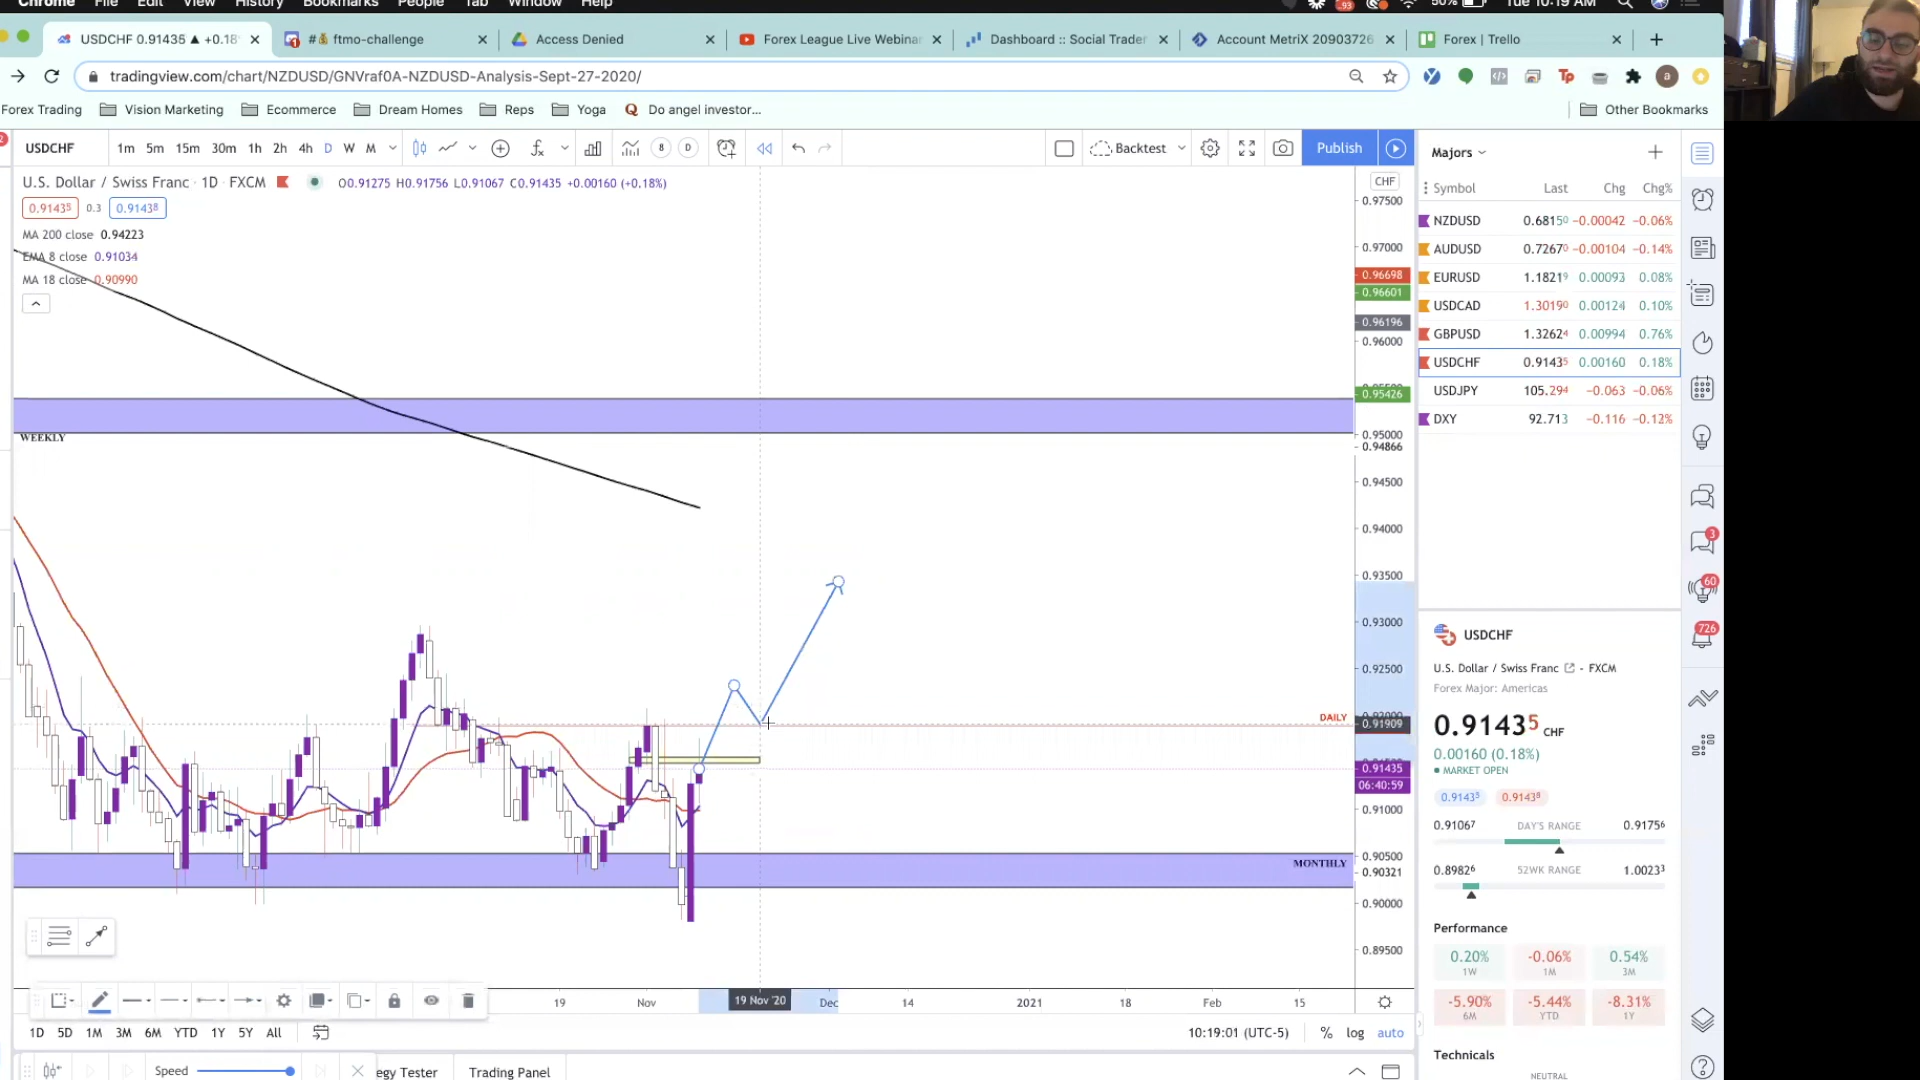 Chrome File Edit View History Bookmarks People Tab Window Help 93 50% Tue 10:19 AM
USDCHF 0.91435 ▲ +0.18 #💰 ftmo-challenge Access Denied Forex League Live Webinar Dashboard :: Social Trader Account MetriX 20903726 Forex | Trello
tradingview.com/chart/NZDUSD/GNVraf0A-NZDUSD-Analysis-Sept-27-2020/
Forex Trading Vision Marketing Ecommerce Dream Homes Reps Yoga Do angel investor... Other Bookmarks
USDCHF 1m 5m 15m 30m 1h 2h 4h D W M 8 D Backtest Publish
U.S. Dollar / Swiss Franc · 1D · FXCM O0.91275 H0.91756 L0.91067 C0.91435 +0.00160 (+0.18%)
0.91435 0.3 0.91438
MA 200 close 0.94223
EMA 8 close 0.91034
MA 18 close 0.90990
CHF
0.97500
0.97000
0.96698
0.96601
0.96196
0.96000
0.95426
0.95000
0.94866
0.94500
0.94000
0.93500
0.93000
0.92500
0.91909
0.91435
06:40:59
0.91000
0.90500
0.90321
0.90000
0.89500
WEEKLY
DAILY
MONTHLY
19 Nov 19 Nov '20 Dec 14 2021 18 Feb 15
1D 5D 1M 3M 6M YTD 1Y 5Y All 10:19:01 (UTC-5) % log auto
Speed egy Tester Trading Panel
Majors
Symbol Last Chg Chg%
NZDUSD 0.68150 −0.00042 −0.06%
AUDUSD 0.72670 −0.00104 −0.14%
EURUSD 1.18219 0.00093 0.08%
USDCAD 1.30190 0.00124 0.10%
GBPUSD 1.32624 0.00994 0.76%
USDCHF 0.91435 0.00160 0.18%
USDJPY 105.294 −0.063 −0.06%
DXY 92.713 −0.116 −0.12%
3
60
726
USDCHF
U.S. Dollar / Swiss Franc - FXCM
Forex Major: Americas
0.91435 CHF
0.00160 (0.18%)
MARKET OPEN
0.91435 0.91438
0.91067 DAY'S RANGE 0.91756
0.89826 52WK RANGE 1.00233
Performance
0.20% -0.06% 0.54%
1W 1M 3M
-5.90% -5.44% -8.31%
6M YTD 1Y
Technicals
NEUTRAL